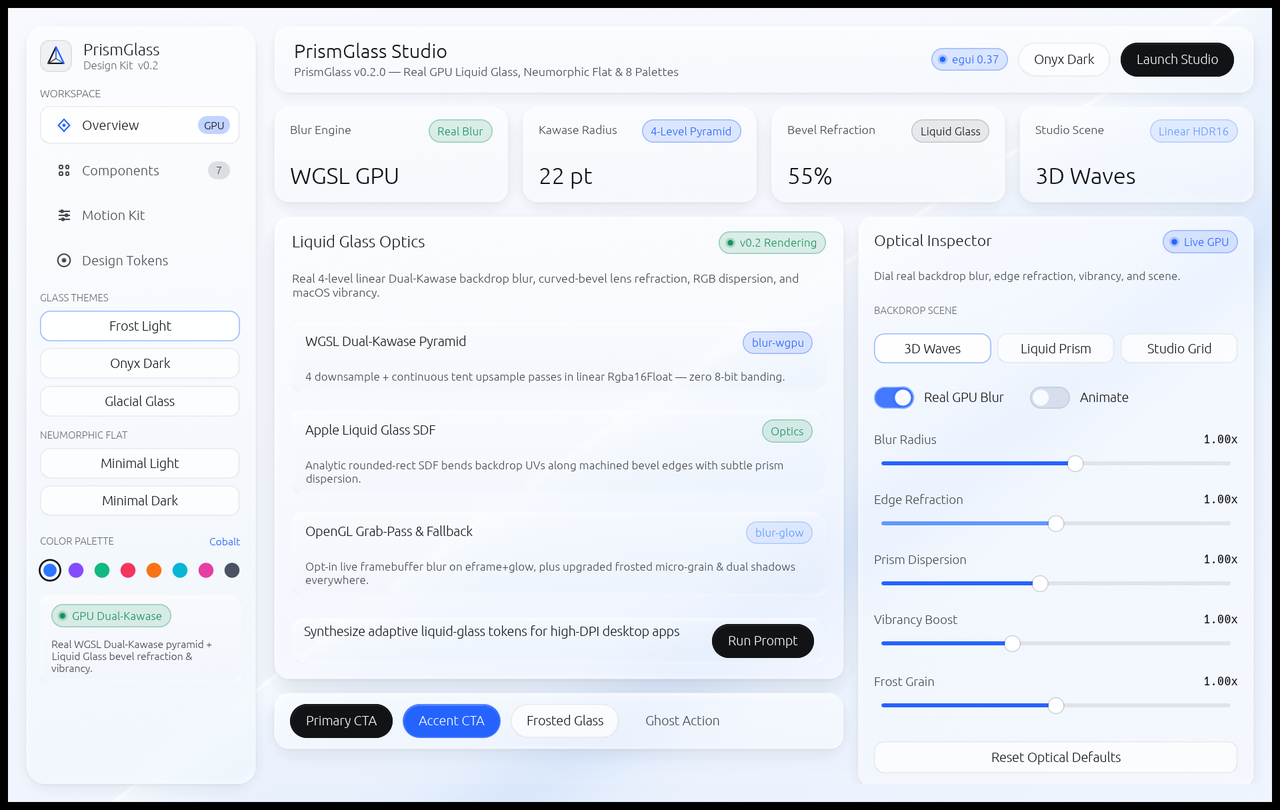 PrismGlass
Design Kit v0.2
WORKSPACE
Overview
GPU
Components
7
Motion Kit
Design Tokens
GLASS THEMES
Frost Light
Onyx Dark
Glacial Glass
NEUMORPHIC FLAT
Minimal Light
Minimal Dark
COLOR PALETTE
Cobalt
GPU Dual-Kawase
Real WGSL Dual-Kawase pyramid +
Liquid Glass bevel refraction &
vibrancy.
PrismGlass Studio
PrismGlass v0.2.0 — Real GPU Liquid Glass, Neumorphic Flat & 8 Palettes
egui 0.37
Onyx Dark
Launch Studio
Blur Engine
Real Blur
WGSL GPU
Kawase Radius
4-Level Pyramid
22 pt
Bevel Refraction
Liquid Glass
55%
Studio Scene
Linear HDR16
3D Waves
Liquid Glass Optics
v0.2 Rendering
Real 4-level linear Dual-Kawase backdrop blur, curved-bevel lens refraction, RGB dispersion, and
macOS vibrancy.
WGSL Dual-Kawase Pyramid
blur-wgpu
4 downsample + continuous tent upsample passes in linear Rgba16Float — zero 8-bit banding.
Apple Liquid Glass SDF
Optics
Analytic rounded-rect SDF bends backdrop UVs along machined bevel edges with subtle prism
dispersion.
OpenGL Grab-Pass & Fallback
blur-glow
Opt-in live framebuffer blur on eframe+glow, plus upgraded frosted micro-grain & dual shadows
everywhere.
Synthesize adaptive liquid-glass tokens for high-DPI desktop apps
Run Prompt
Primary CTA
Accent CTA
Frosted Glass
Ghost Action
Optical Inspector
Live GPU
Dial real backdrop blur, edge refraction, vibrancy, and scene.
BACKDROP SCENE
3D Waves
Liquid Prism
Studio Grid
Real GPU Blur
Animate
Blur Radius
1.00x
Edge Refraction
1.00x
Prism Dispersion
1.00x
Vibrancy Boost
1.00x
Frost Grain
1.00x
Reset Optical Defaults